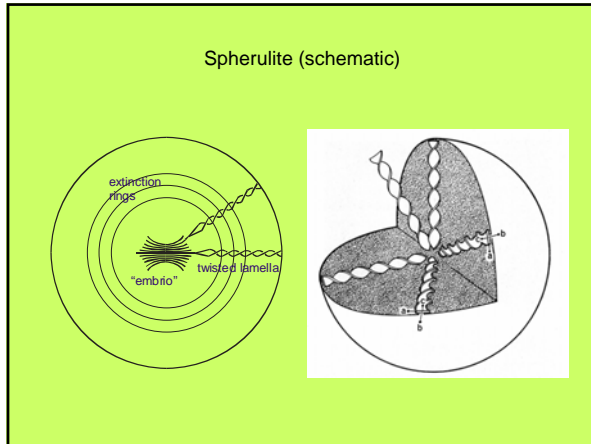 Spherulite (schematic)
extinction
rings
twisted lamella
"embrio"
b
a
a
b